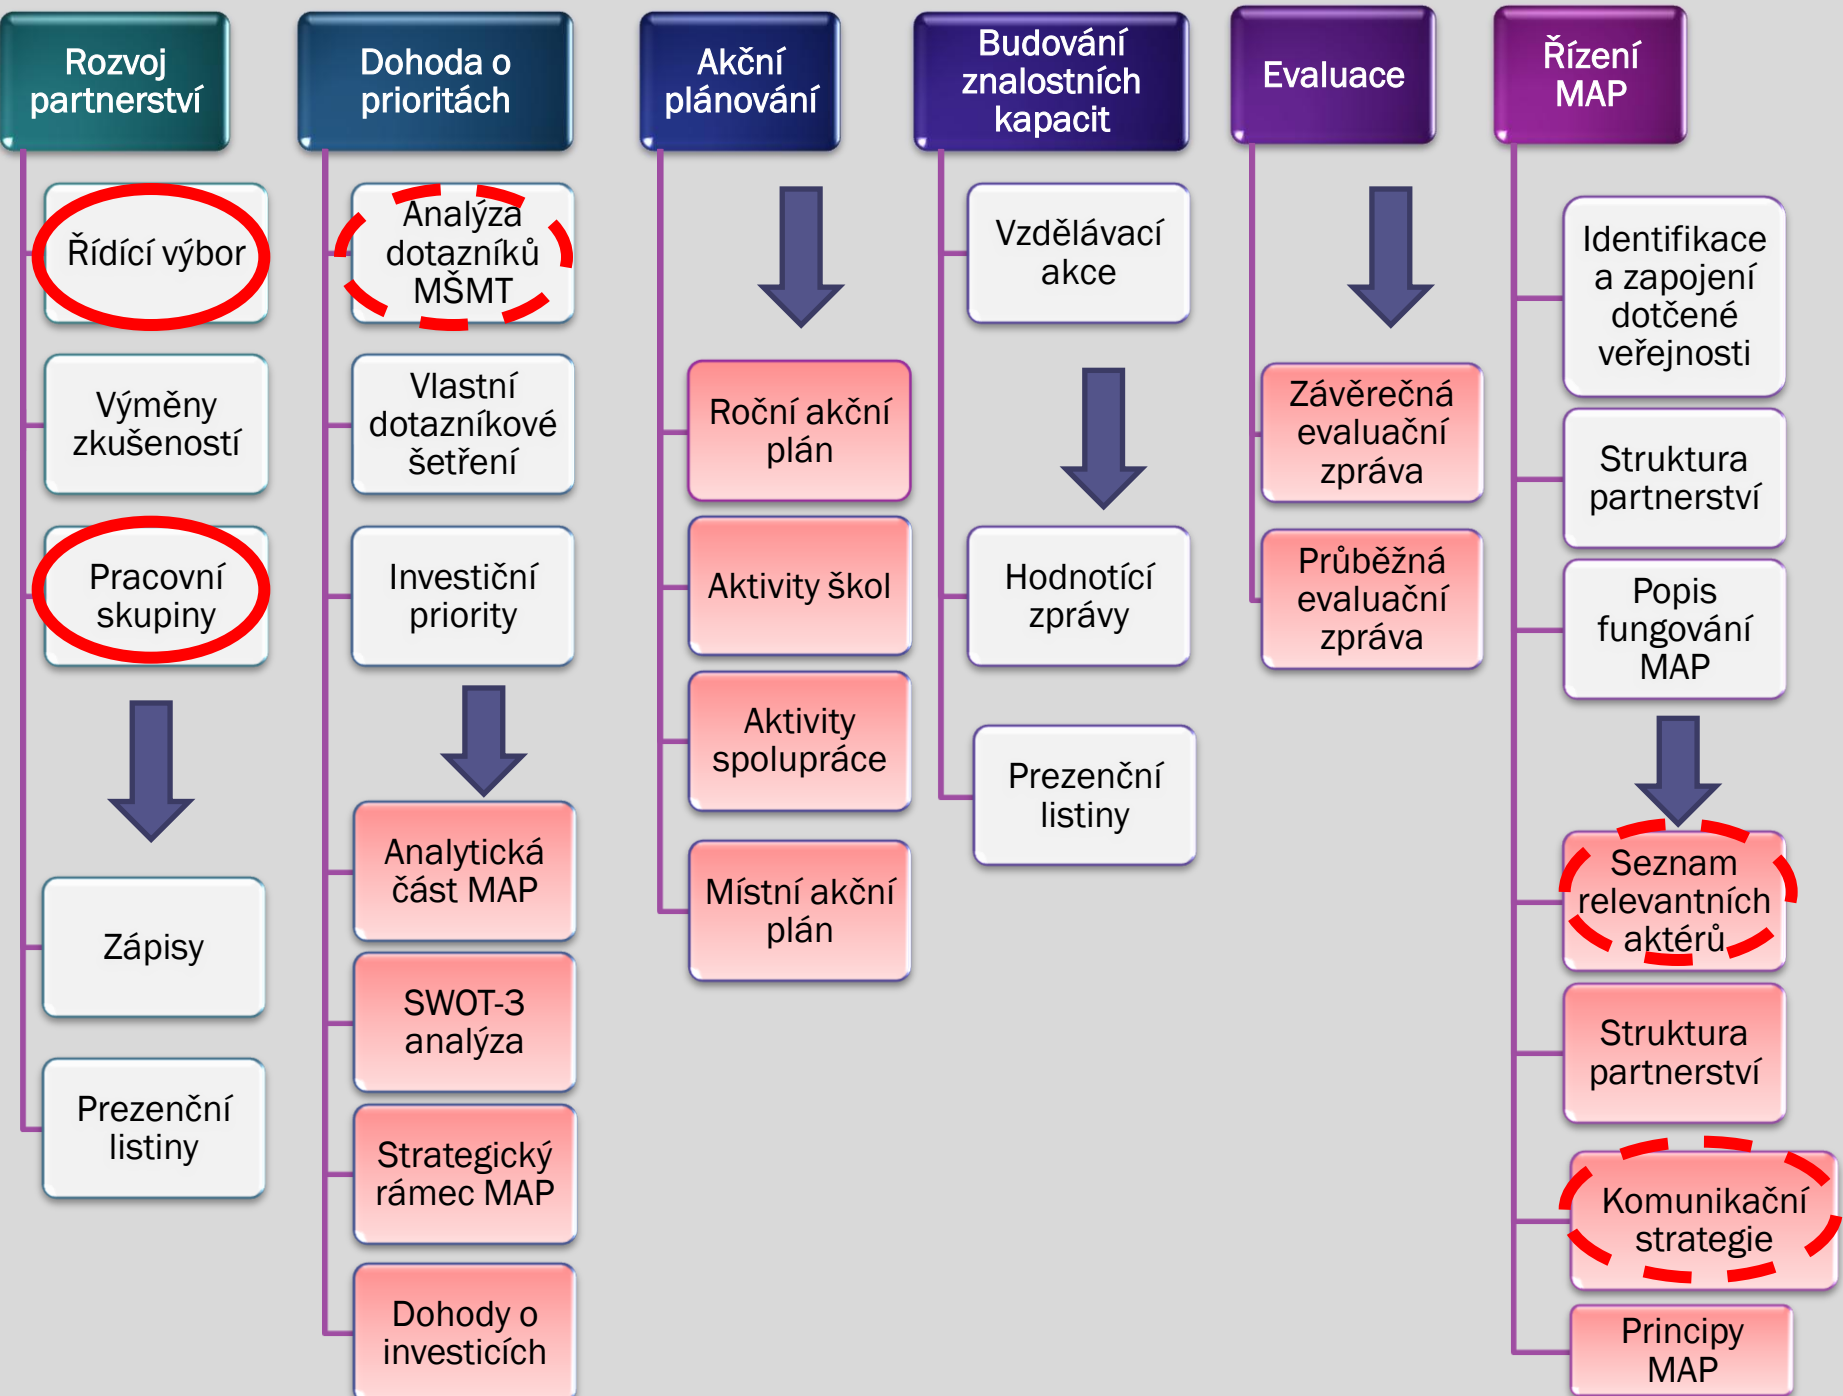 Rozvoj
partnerství
Řídící výbor
Výměny
zkušeností
Pracovní
skupiny
Zápisy
Prezenční
listiny
Dohoda o
prioritách
Analýza
dotazníků
MŠMT
Vlastní
dotazníkové
šetření
Investiční
priority
Analytická
část MAP
SWOT-3
analýza
Strategický
rámec MAP
Dohody o
investicích
Akční
plánování
Roční akční
plán
Aktivity škol
Aktivity
spolupráce
Místní akční
plán
Budování
znalostních
kapacit
Vzdělávací
akce
Hodnotící
zprávy
Prezenční
listiny
Evaluace
Závěrečná
evaluační
zpráva
Průběžná
evaluační
zpráva
Řízení
MAP
Identifikace
a zapojení
dotčené
veřejnosti
Struktura
partnerství
Popis
fungování
MAP
Seznam
relevantních
aktérů
Struktura
partnerství
Komunikační
strategie
Principy
MAP